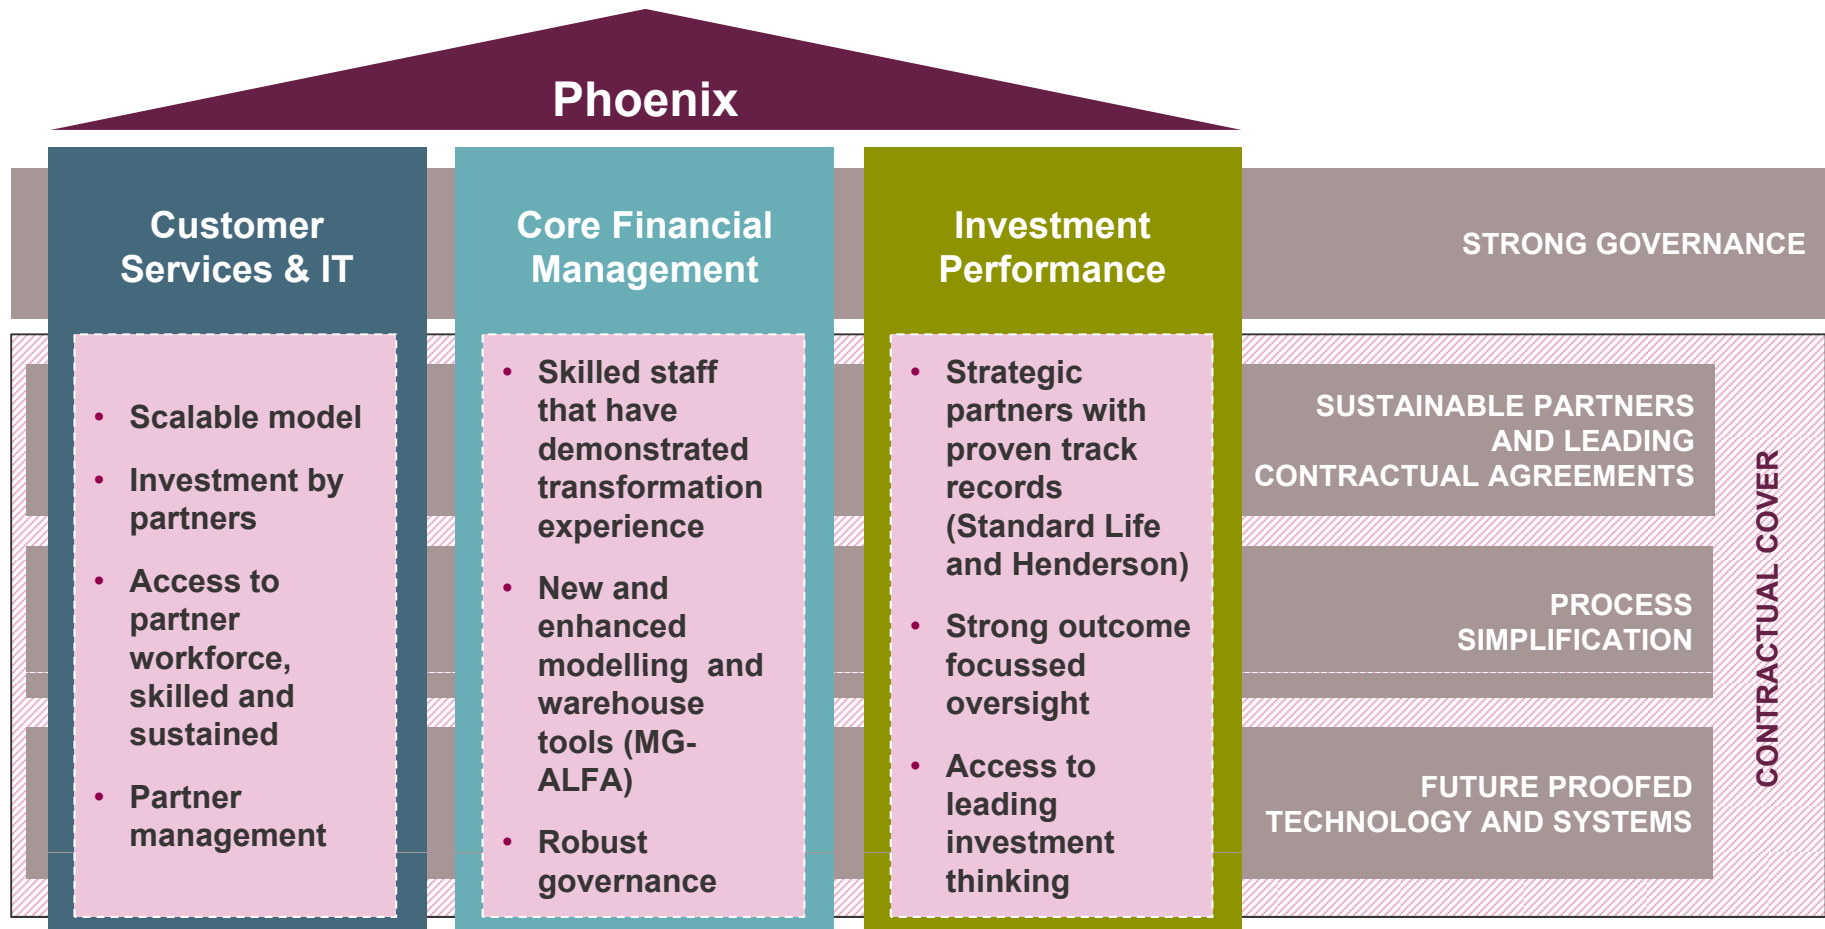 Phoenix
Customer
Services & IT
• Scalable model
• Investment by
partners
• Access to
partner
workforce,
skilled and
sustained
• Partner
management
Core Financial
Management
• Skilled staff
that have
demonstrated
transformation
experience
• New and
enhanced
modelling and
warehouse
tools (MG-
ALFA)
• Robust
governance
Investment
Performance
• Strategic
partners with
proven track
records
(Standard Life
and Henderson)
• Strong outcome
focussed
oversight
• Access to
leading
investment
thinking
STRONG GOVERNANCE
SUSTAINABLE PARTNERS
AND LEADING
CONTRACTUAL AGREEMENTS
PROCESS
SIMPLIFICATION
FUTURE PROOFED
TECHNOLOGY AND SYSTEMS
CONTRACTUAL COVER